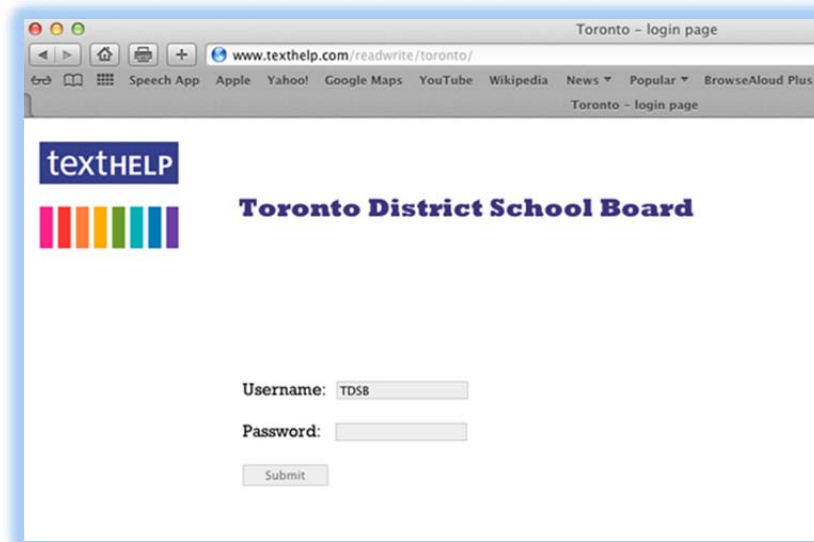 Toronto – login page
www.texthelp.com/readwrite/toronto/
Speech App Apple Yahoo! Google Maps YouTube Wikipedia News Popular BrowseAloud Plus
Toronto – login page
textHELP
Toronto District School Board
Username: TDSB
Password:
Submit